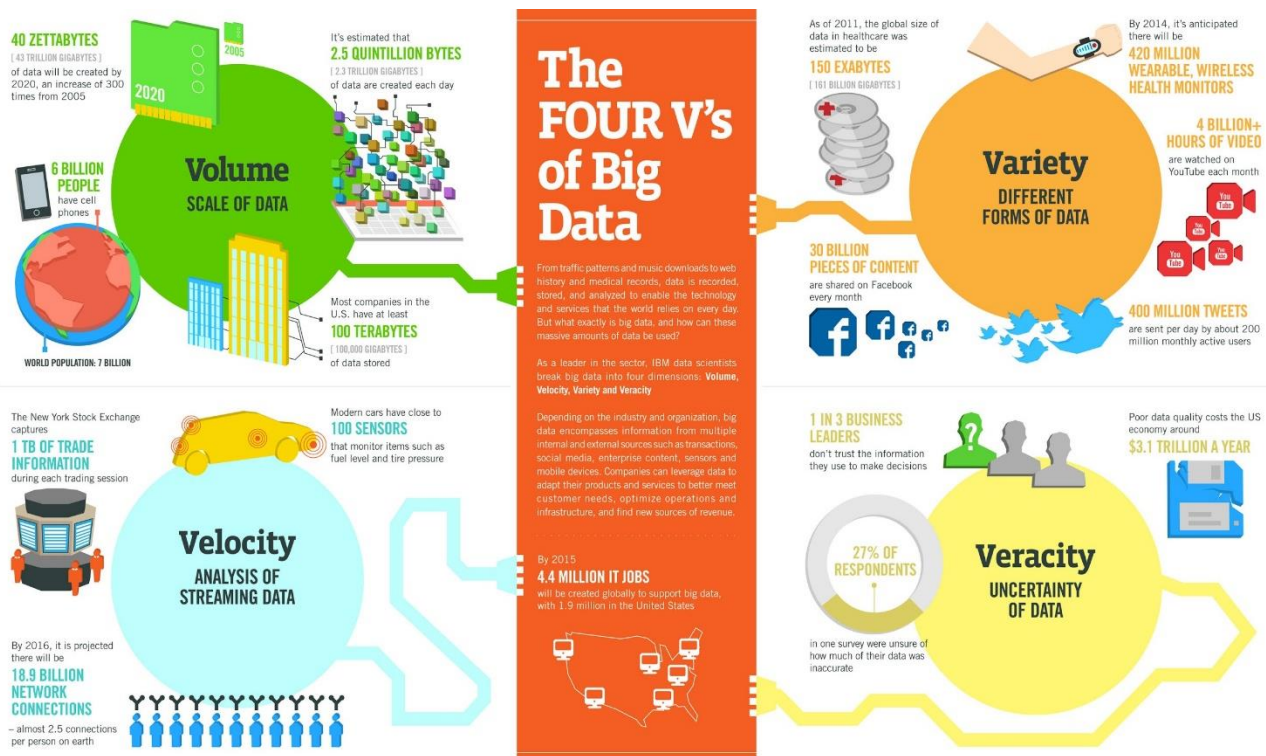 40 ZETTABYTES
[ 43 TRILLION GIGABYTES ]
of data will be created by
2020, an increase of 300
times from 2005
2005
2020
It's estimated that
2.5 QUINTILLION BYTES
[ 2.3 TRILLION GIGABYTES ]
of data are created each day
6 BILLION
PEOPLE
have cell
phones
Volume
SCALE OF DATA
WORLD POPULATION: 7 BILLION
Most companies in the
U.S. have at least
100 TERABYTES
[ 100,000 GIGABYTES ]
of data stored
The New York Stock Exchange
captures
1 TB OF TRADE
INFORMATION
during each trading session
Modern cars have close to
100 SENSORS
that monitor items such as
fuel level and tire pressure
Velocity
ANALYSIS OF
STREAMING DATA
By 2016, it is projected
there will be
18.9 BILLION
NETWORK
CONNECTIONS
– almost 2.5 connections
per person on earth
The
FOUR V's
of Big
Data
From traffic patterns and music downloads to web
history and medical records, data is recorded,
stored, and analyzed to enable the technology
and services that the world relies on every day.
But what exactly is big data, and how can these
massive amounts of data be used?
As a leader in the sector, IBM data scientists
break big data into four dimensions: Volume,
Velocity, Variety and Veracity
Depending on the industry and organization, big
data encompasses information from multiple
internal and external sources such as transactions,
social media, enterprise content, sensors and
mobile devices. Companies can leverage data to
adapt their products and services to better meet
customer needs, optimize operations and
infrastructure, and find new sources of revenue.
By 2015
4.4 MILLION IT JOBS
will be created globally to support big data,
with 1.9 million in the United States
As of 2011, the global size of
data in healthcare was
estimated to be
150 EXABYTES
[ 161 BILLION GIGABYTES ]
By 2014, it's anticipated
there will be
420 MILLION
WEARABLE, WIRELESS
HEALTH MONITORS
4 BILLION+
HOURS OF VIDEO
are watched on
YouTube each month
You
Tube
You
Tube
You
Tube
You
Tube
Variety
DIFFERENT
FORMS OF DATA
30 BILLION
PIECES OF CONTENT
are shared on Facebook
every month
400 MILLION TWEETS
are sent per day by about 200
million monthly active users
1 IN 3 BUSINESS
LEADERS
don't trust the information
they use to make decisions
?
Poor data quality costs the US
economy around
$3.1 TRILLION A YEAR
27% OF
RESPONDENTS
in one survey were unsure of
how much of their data was
inaccurate
Veracity
UNCERTAINTY
OF DATA